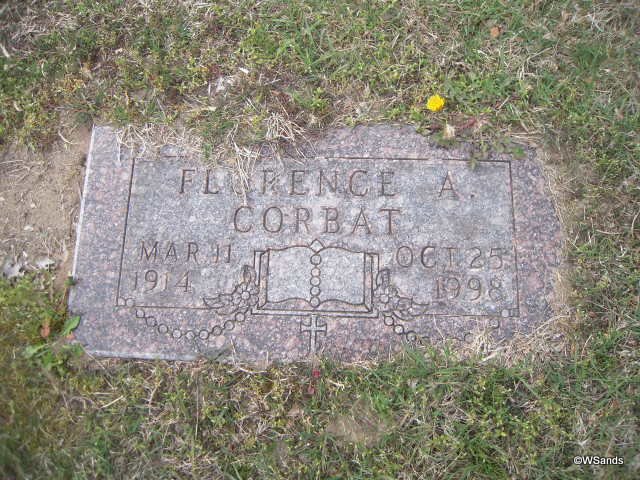 FLORENCE A.
CORBAT
MAR. 11 OCT. 25
1914 1998
©WSands